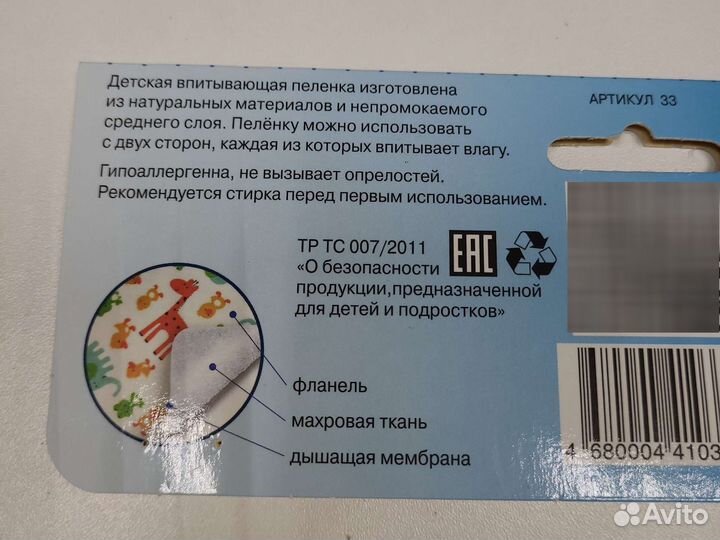 Детская впитывающая пеленка изготовлена
из натуральных материалов и непромокаемого
среднего слоя. Пелёнку можно использовать
с двух сторон, каждая из которых впитывает влагу.
Гипоаллергенна, не вызывает опрелостей.
Рекомендуется стирка перед первым использованием.
АРТИКУЛ 33
ТР ТС 007/2011
«О безопасности
продукции,предназначенной
для детей и подростков»
EAC
фланель
махровая ткань
дышащая мембрана
4 680004 4103
Avito